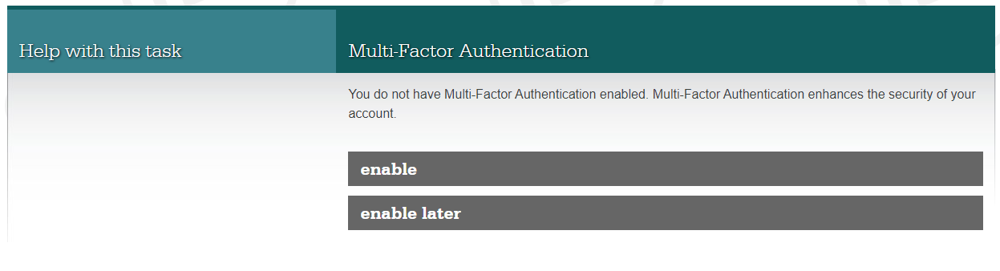 Help with this task
Multi-Factor Authentication
You do not have Multi-Factor Authentication enabled. Multi-Factor Authentication enhances the security of your
account.
enable
enable later